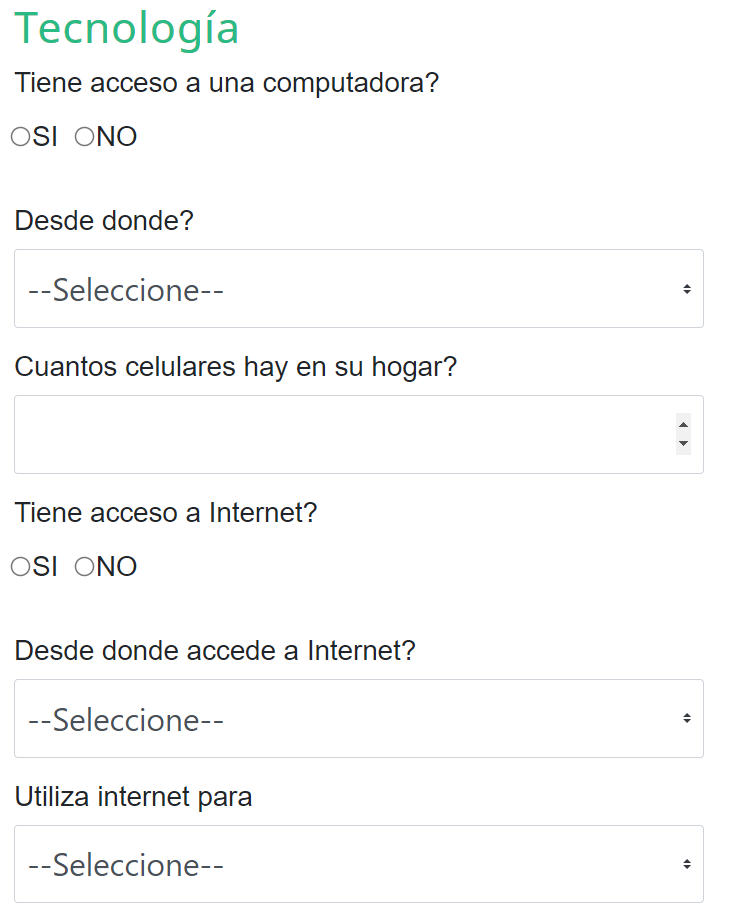 Tecnología
Tiene acceso a una computadora?
SI NO
Desde donde?
--Seleccione--
Cuantos celulares hay en su hogar?
Tiene acceso a Internet?
SI NO
Desde donde accede a Internet?
--Seleccione--
Utiliza internet para
--Seleccione--